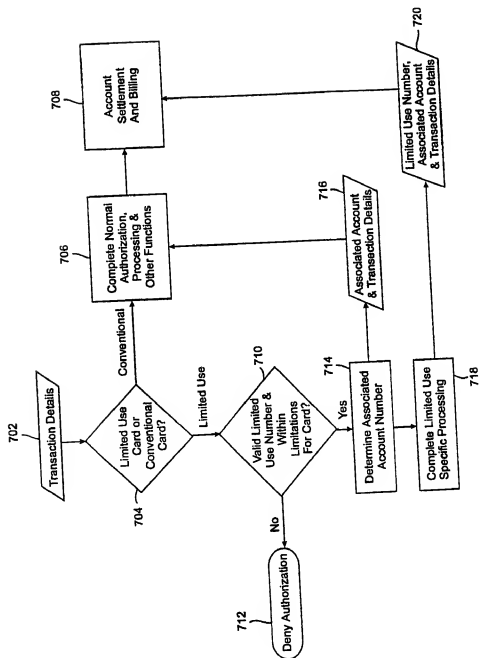 702
Transaction Details
704
Limited Use
Card or
Conventional
Card?
Conventional
706
Complete Normal
Authorization,
Processing &
Other Functions
708
Account
Settlement
And Billing
Limited Use
710
Valid Limited
Use Number &
Within
Limitations
For Card?
No
712
Deny Authorization
Yes
714
Determine Associated
Account Number
716
Associated Account
& Transaction Details
718
Complete Limited Use
Specific Processing
720
Limited Use Number,
Associated Account
& Transaction Details